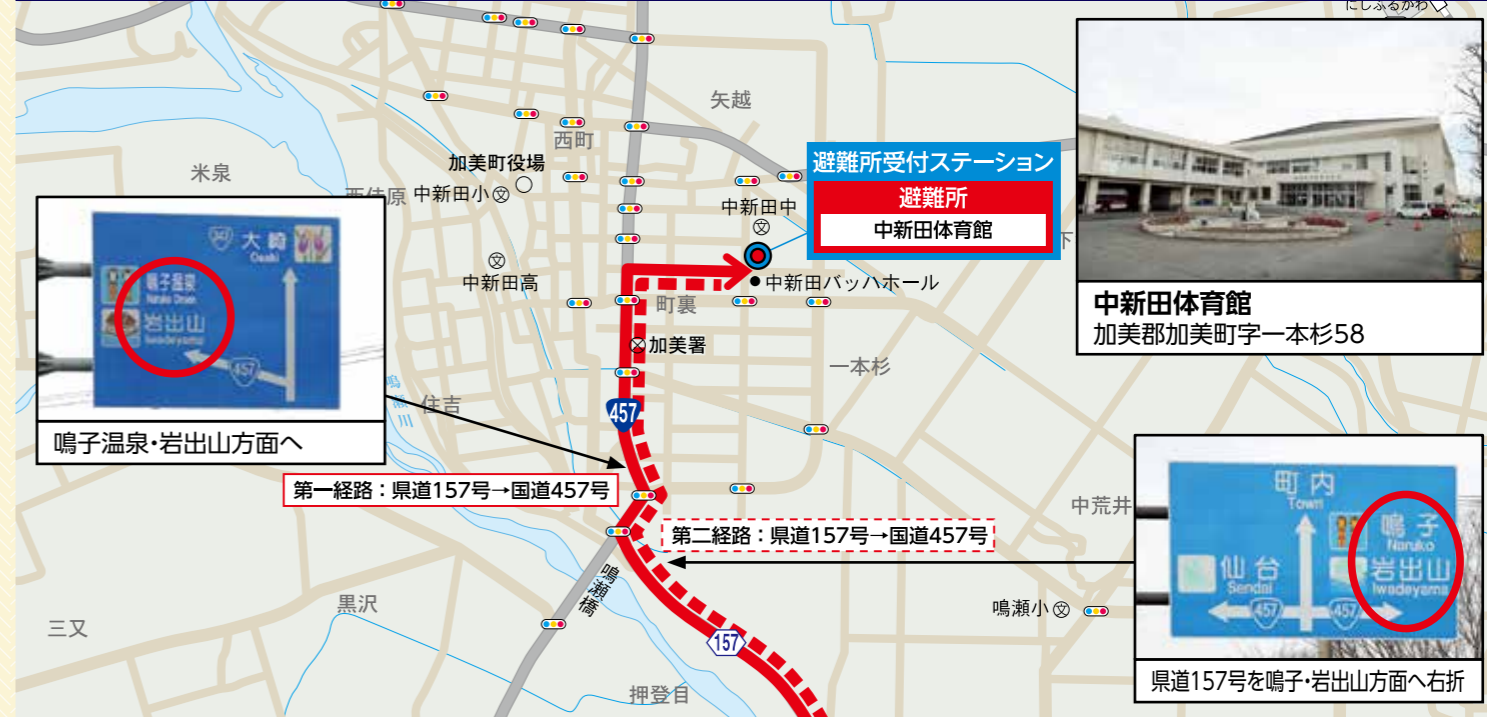 にしふるかわ
矢越
西町
米泉
加美町役場
中新田小
避難所受付ステーション
避難所
中新田体育館
中新田中
中新田高
中新田バッハホール
町裏
加美署
一本杉
住吉
鳴瀬川
457
大崎
Osaki
鳴子温泉
Naruko Onsen
岩出山
Iwadeyama
457
鳴子温泉・岩出山方面へ
第一経路：県道157号→国道457号
第二経路：県道157号→国道457号
中新田体育館
加美郡加美町字一本杉58
下
中荒井
町内
Town
鳴子
Naruko
仙台
Sendai
岩出山
Iwadeyama
457
457
県道157号を鳴子・岩出山方面へ右折
鳴瀬橋
鳴瀬小
黒沢
三又
157
押登目